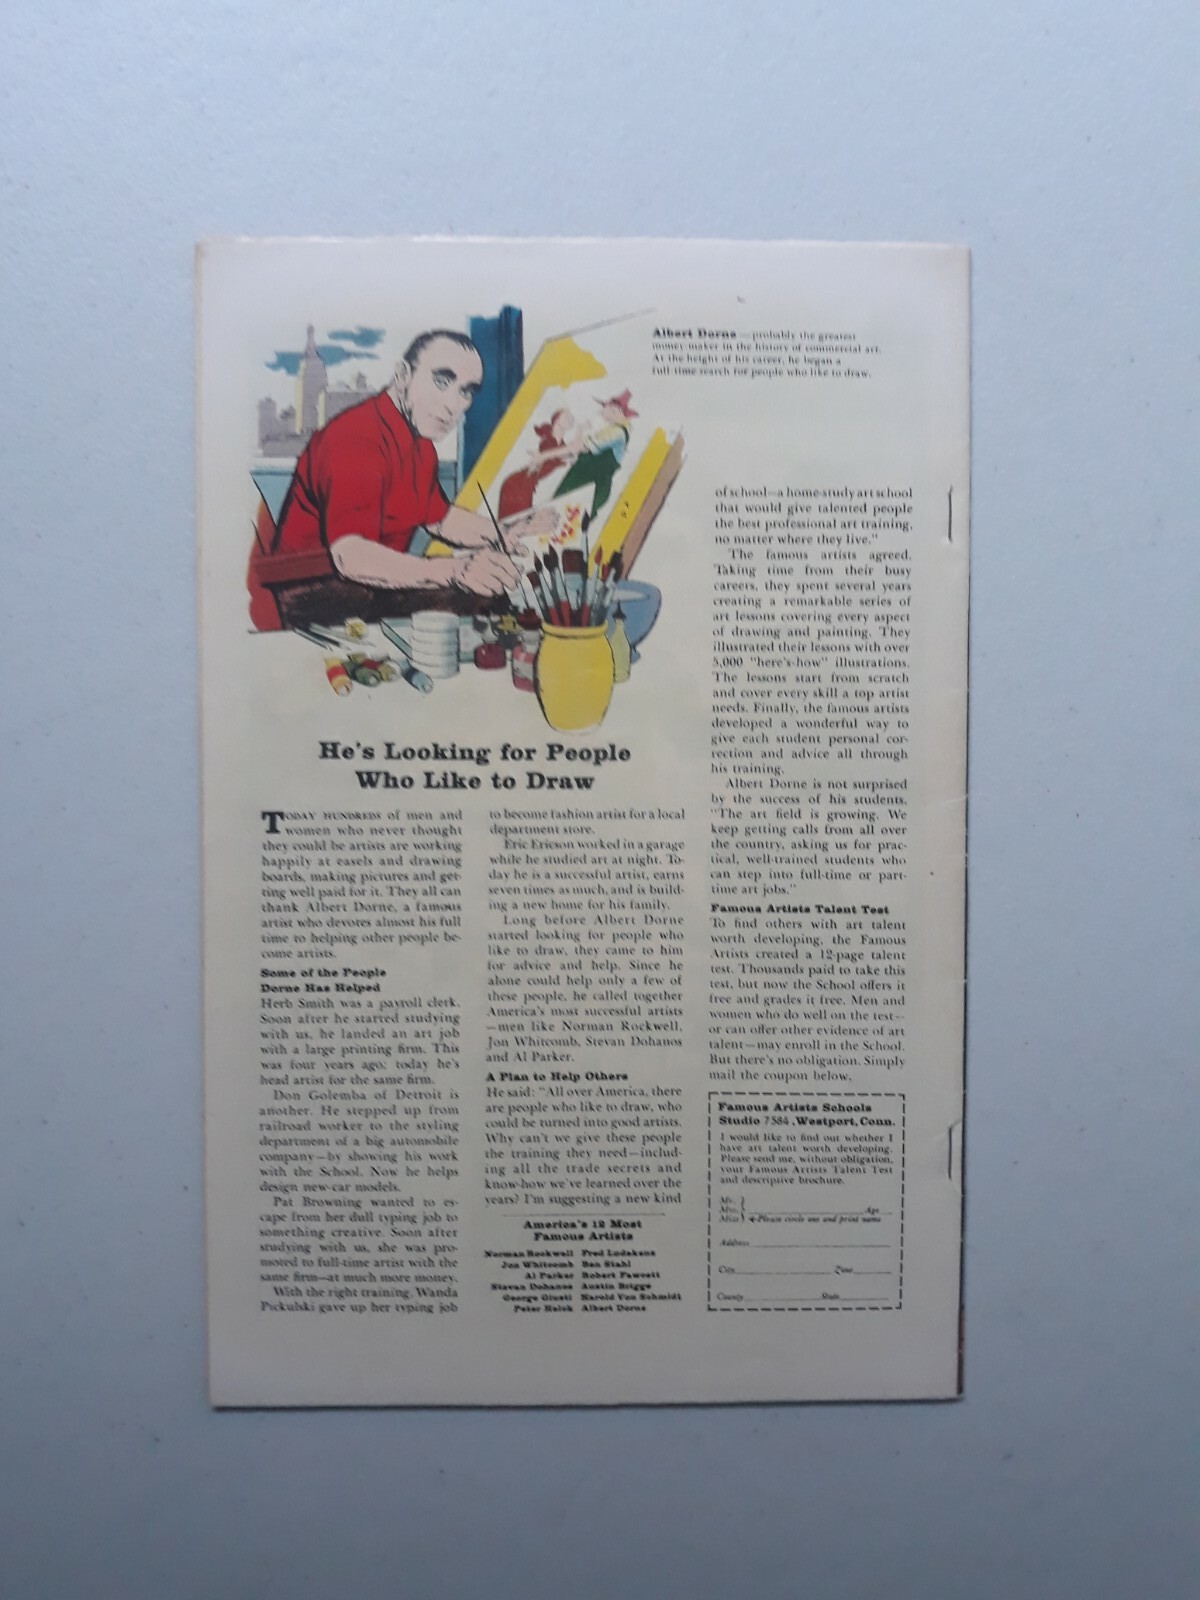 Albert Dorne — probably the greatest
money-maker in the history of commercial art.
At the height of his career, he began a
full-time search for people who like to draw.
He's Looking for People
Who Like to Draw
TODAY HUNDREDS of men and
women who never thought
they could be artists are working
happily at easels and drawing
boards, making pictures and get-
ting well paid for it. They all can
thank Albert Dorne, a famous
artist who devotes almost his full
time to helping other people be-
come artists.
Some of the People
Dorne Has Helped
Herb Smith was a payroll clerk.
Soon after he started studying
with us, he landed an art job
with a large printing firm. This
was four years ago; today he's
head artist for the same firm.
Don Golemba of Detroit is
another. He stepped up from
railroad worker to the styling
department of a big automobile
company—by showing his work
with the School. Now he helps
design new-car models.
Pat Browning wanted to es-
cape from her dull typing job to
something creative. Soon after
studying with us, she was pro-
moted to full-time artist with the
same firm—at much more money.
With the right training, Wanda
Pickulski gave up her typing job
to become fashion artist for a local
department store.
Eric Ericson worked in a garage
while he studied art at night. To-
day he is a successful artist, earns
seven times as much, and is build-
ing a new home for his family.
Long before Albert Dorne
started looking for people who
like to draw, they came to him
for advice and help. Since he
alone could help only a few of
these people, he called together
America's most successful artists
—men like Norman Rockwell,
Jon Whitcomb, Stevan Dohanos
and Al Parker.
A Plan to Help Others
He said: "All over America, there
are people who like to draw, who
could be turned into good artists.
Why can't we give these people
the training they need—includ-
ing all the trade secrets and
know-how we've learned over the
years? I'm suggesting a new kind
America's 12 Most
Famous Artists
Norman Rockwell Fred Ludekens
Jon Whitcomb Ben Stahl
Al Parker Robert Fawcett
Stevan Dohanos Austin Briggs
George Giusti Harold Von Schmidt
Peter Helck Albert Dorne
of school—a home-study art school
that would give talented people
the best professional art training,
no matter where they live."
The famous artists agreed.
Taking time from their busy
careers, they spent several years
creating a remarkable series of
art lessons covering every aspect
of drawing and painting. They
illustrated their lessons with over
5,000 "here's-how" illustrations.
The lessons start from scratch
and cover every skill a top artist
needs. Finally, the famous artists
developed a wonderful way to
give each student personal cor-
rection and advice all through
his training.
Albert Dorne is not surprised
by the success of his students.
"The art field is growing. We
keep getting calls from all over
the country, asking us for prac-
tical, well-trained students who
can step into full-time or part-
time art jobs."
Famous Artists Talent Test
To find others with art talent
worth developing, the Famous
Artists created a 12-page talent
test. Thousands paid to take this
test, but now the School offers it
free and grades it free. Men and
women who do well on the test—
or can offer other evidence of art
talent—may enroll in the School.
But there's no obligation. Simply
mail the coupon below.
Famous Artists Schools
Studio 7584, Westport, Conn.
I would like to find out whether I
have art talent worth developing.
Please send me, without obligation,
your Famous Artists Talent Test
and descriptive brochure.
Mr.
Mrs. Age
Miss Please circle one and print name
Address
City Zone
County State